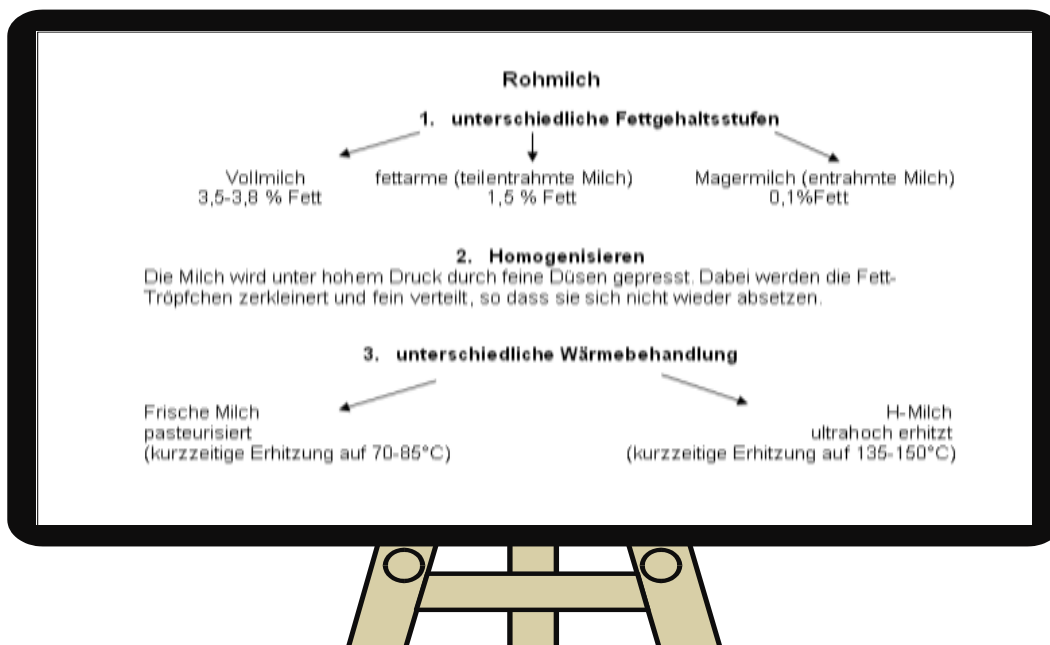 Rohmilch
1. unterschiedliche Fettgehaltsstufen
Vollmilch fettarme (teilentrahmte Milch) Magermilch (entrahmte Milch)
3,5-3,8 % Fett 1,5 % Fett 0,1%Fett
2. Homogenisieren
Die Milch wird unter hohem Druck durch feine Düsen gepresst. Dabei werden die Fett-
Tröpfchen zerkleinert und fein verteilt, so dass sie sich nicht wieder absetzen.
3. unterschiedliche Wärmebehandlung
Frische Milch H-Milch
pasteurisiert ultrahoch erhitzt
(kurzzeitige Erhitzung auf 70-85°C) (kurzzeitige Erhitzung auf 135-150°C)